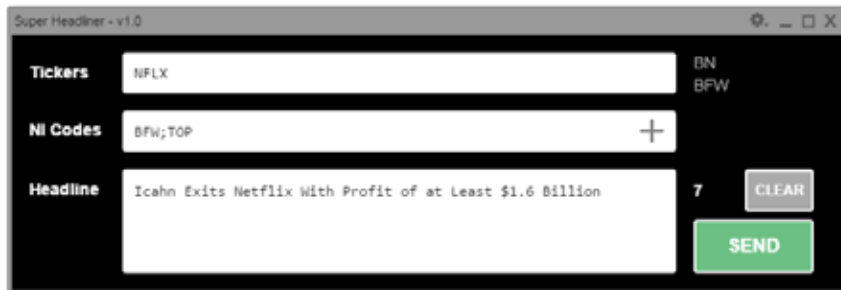 Super Headliner - v1.0
Tickers
NFLX
BN
BFW
NI Codes
BFW;TOP
Headline
Icahn Exits Netflix With Profit of at Least $1.6 Billion
7
CLEAR
SEND